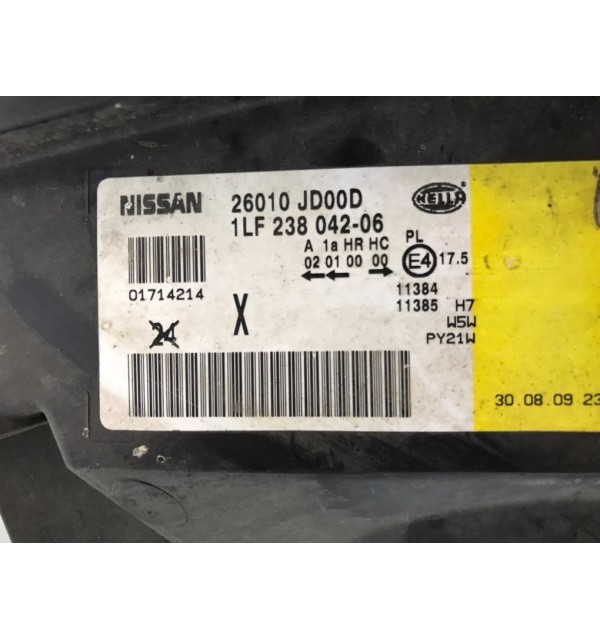 NISSAN 26010 JD00D HELLA
1LF 238 042-06
A 1a HR HC PL
02 01 00 00 E4 17.5
01714214 11384
11385 H7
24 X W5W
PY21W
30.08.09 23